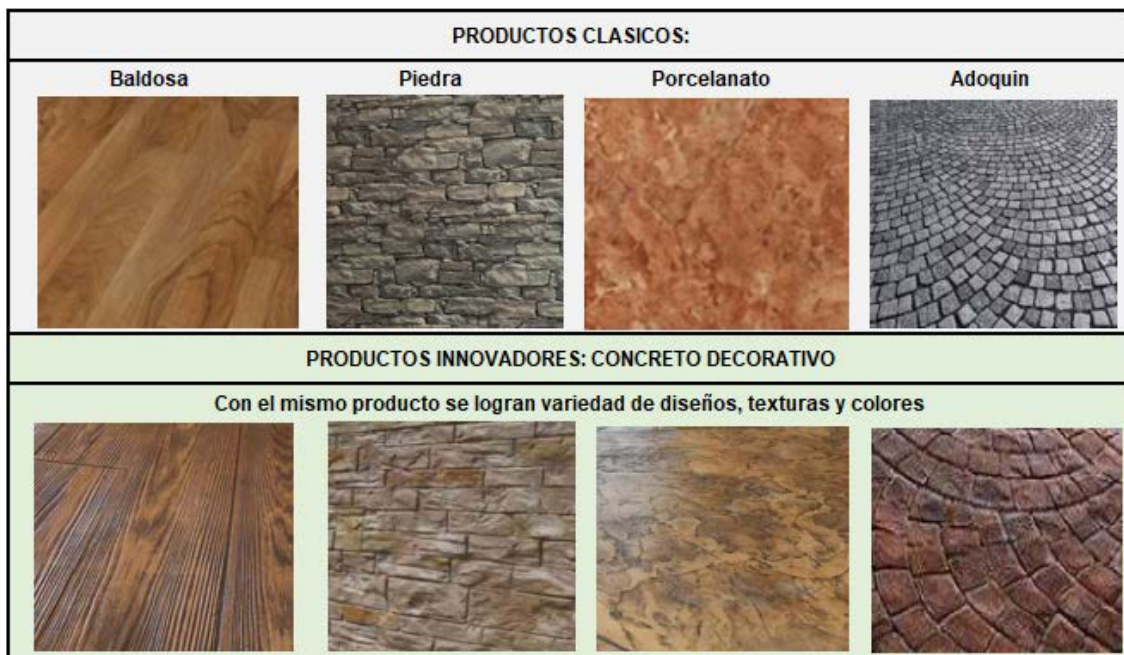 PRODUCTOS CLASICOS:
Baldosa Piedra Porcelanato Adoquin
PRODUCTOS INNOVADORES: CONCRETO DECORATIVO
Con el mismo producto se logran variedad de diseños, texturas y colores